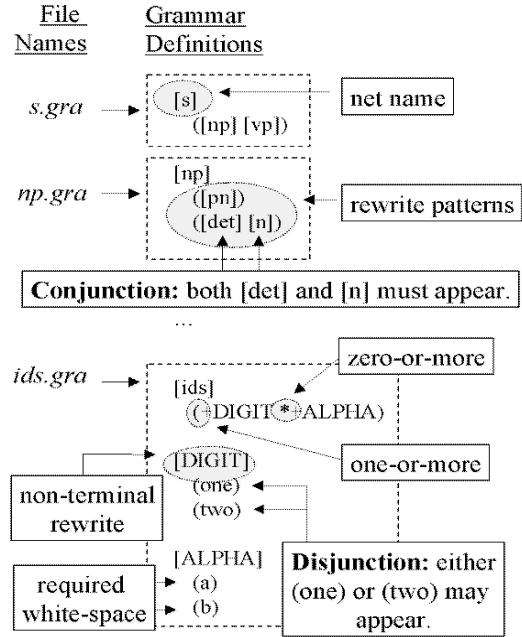 File Names
Grammar Definitions
s.gra
[s]
([np] [vp])
net name
np.gra
[np]
([pn])
([det] [n])
rewrite patterns
Conjunction: both [det] and [n] must appear.
...
zero-or-more
ids.gra
[ids]
(+DIGIT *+ALPHA)
one-or-more
[DIGIT]
(one)
(two)
non-terminal
rewrite
[ALPHA]
(a)
(b)
required
white-space
Disjunction: either
(one) or (two) may
appear.